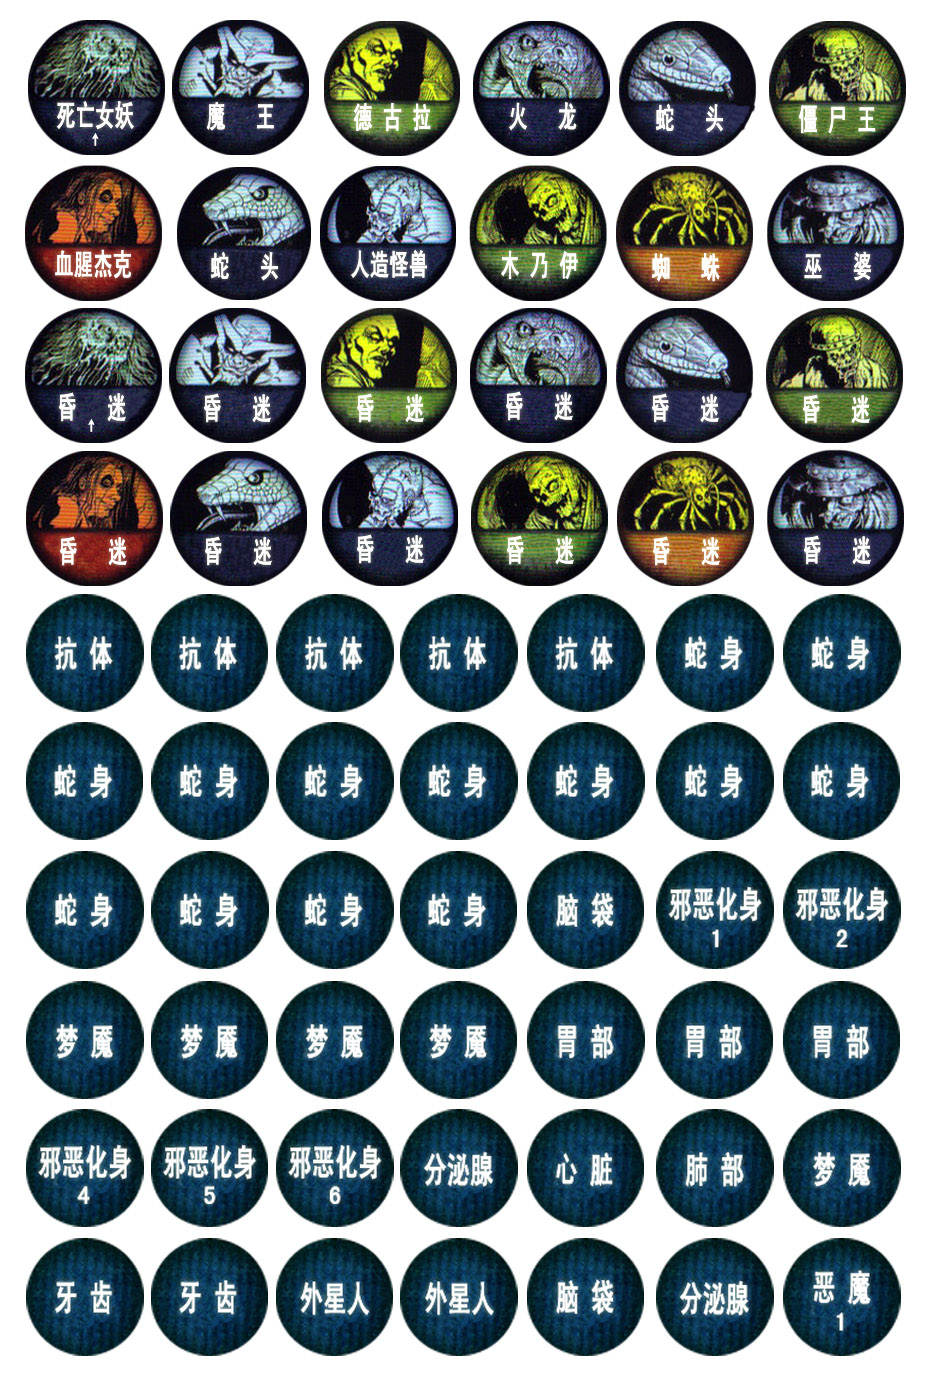 死亡女妖 魔 王 德古拉 火 龙 蛇 头 僵尸王
↑
血腥杰克 蛇 头 人造怪兽 木乃伊 蜘 蛛 巫 婆
昏 迷 昏 迷 昏 迷 昏 迷 昏 迷 昏 迷
↑
昏 迷 昏 迷 昏 迷 昏 迷 昏 迷 昏 迷
抗 体 抗 体 抗 体 抗 体 抗 体 蛇 身 蛇 身
蛇 身 蛇 身 蛇 身 蛇 身 蛇 身 蛇 身 蛇 身
蛇 身 蛇 身 蛇 身 蛇 身 脑 袋 邪恶化身 邪恶化身
1 2
梦 魇 梦 魇 梦 魇 梦 魇 胃 部 胃 部 胃 部
邪恶化身 邪恶化身 邪恶化身 分泌腺 心 脏 肺 部 梦 魇
4 5 6
牙 齿 牙 齿 外星人 外星人 脑 袋 分泌腺 恶 魔
1